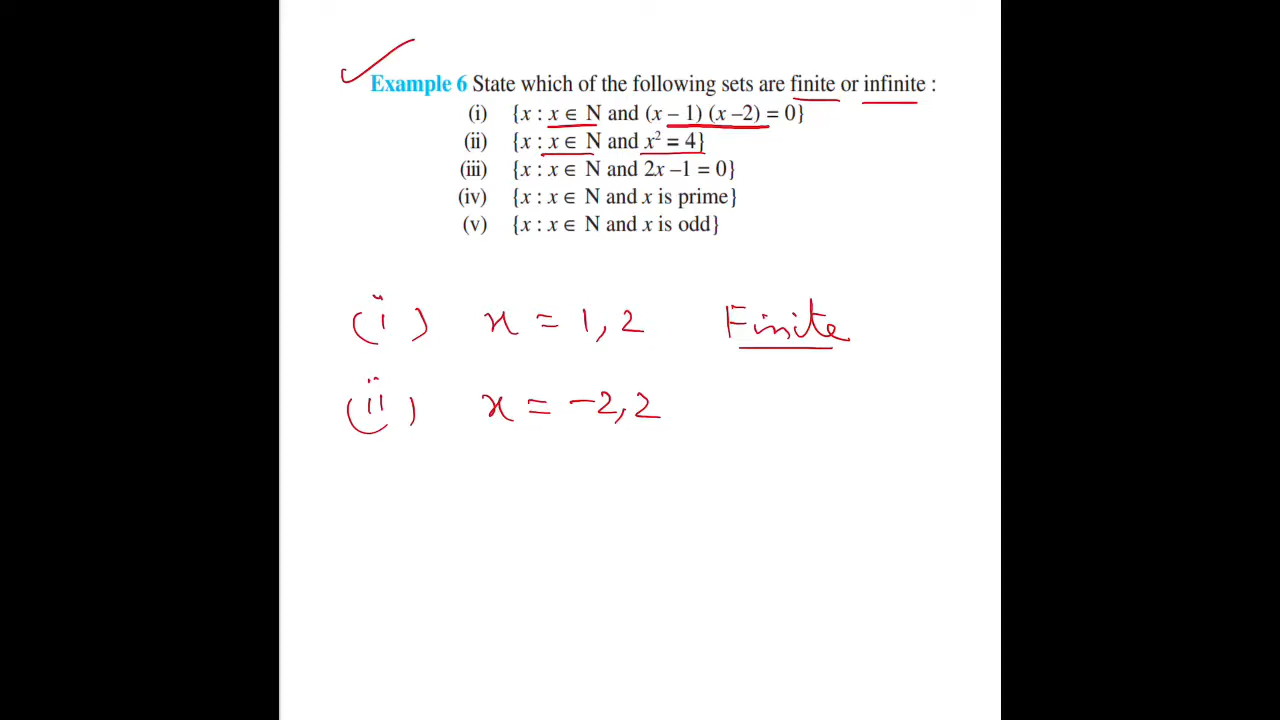 Example 6 State which of the following sets are finite or infinite :
(i) {x : x ∈ N and (x – 1) (x –2) = 0}
(ii) {x : x ∈ N and x² = 4}
(iii) {x : x ∈ N and 2x –1 = 0}
(iv) {x : x ∈ N and x is prime}
(v) {x : x ∈ N and x is odd}
(i) x = 1, 2 Finite
(ii) x = -2, 2